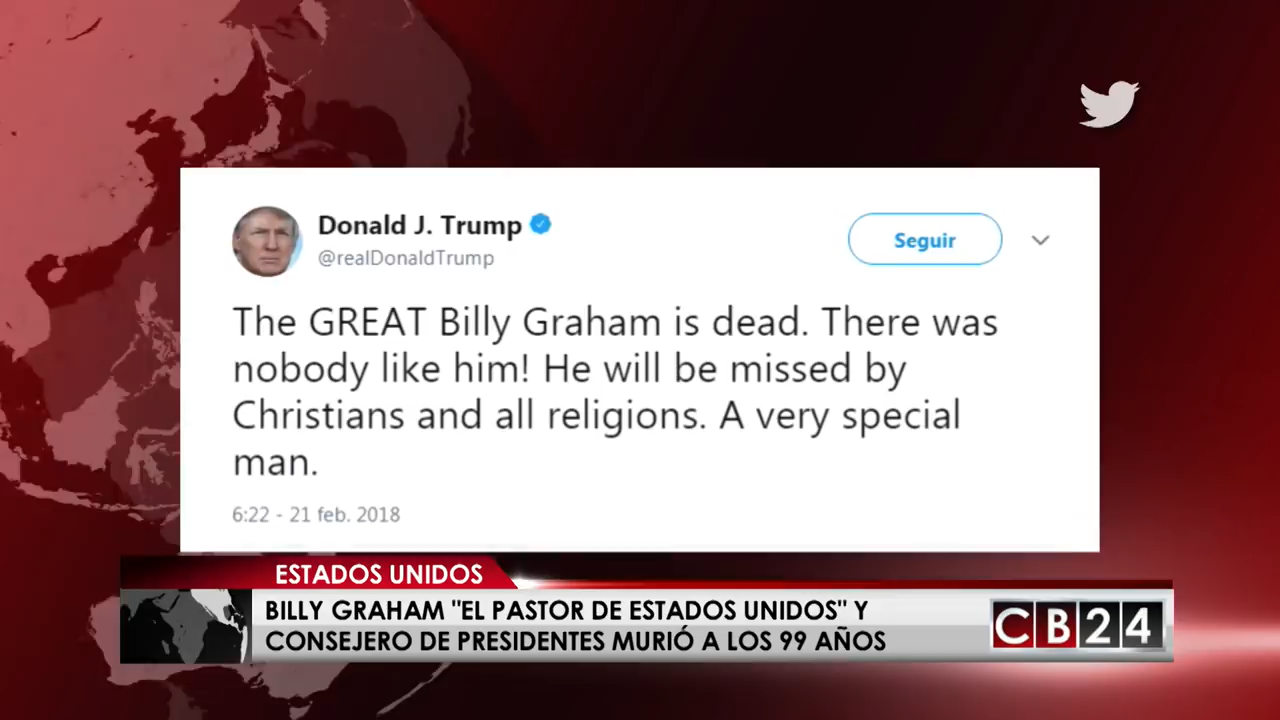 Donald J. Trump
@realDonaldTrump
Seguir
The GREAT Billy Graham is dead. There was
nobody like him! He will be missed by
Christians and all religions. A very special
man.
6:22 - 21 feb. 2018
ESTADOS UNIDOS
BILLY GRAHAM "EL PASTOR DE ESTADOS UNIDOS" Y
CONSEJERO DE PRESIDENTES MURIÓ A LOS 99 AÑOS
CB24